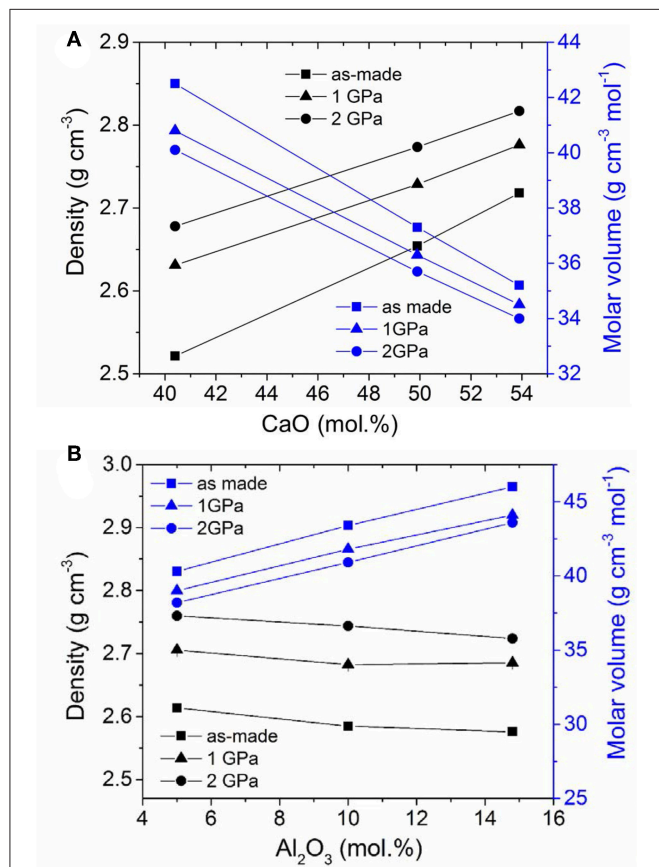 A
2.9
2.8
2.7
2.6
2.5
Density (g cm⁻³)
as-made
1 GPa
2 GPa
as made
1GPa
2GPa
44
42
40
38
36
34
32
Molar volume (g cm⁻³ mol⁻¹)
40 42 44 46 48 50 52 54
CaO (mol.%)
B
3.0
2.9
2.8
2.7
2.6
2.5
Density (g cm⁻³)
as made
1GPa
2GPa
as-made
1 GPa
2 GPa
45
40
35
30
25
Molar volume (g cm⁻³ mol⁻¹)
4 6 8 10 12 14 16
Al₂O₃ (mol.%)